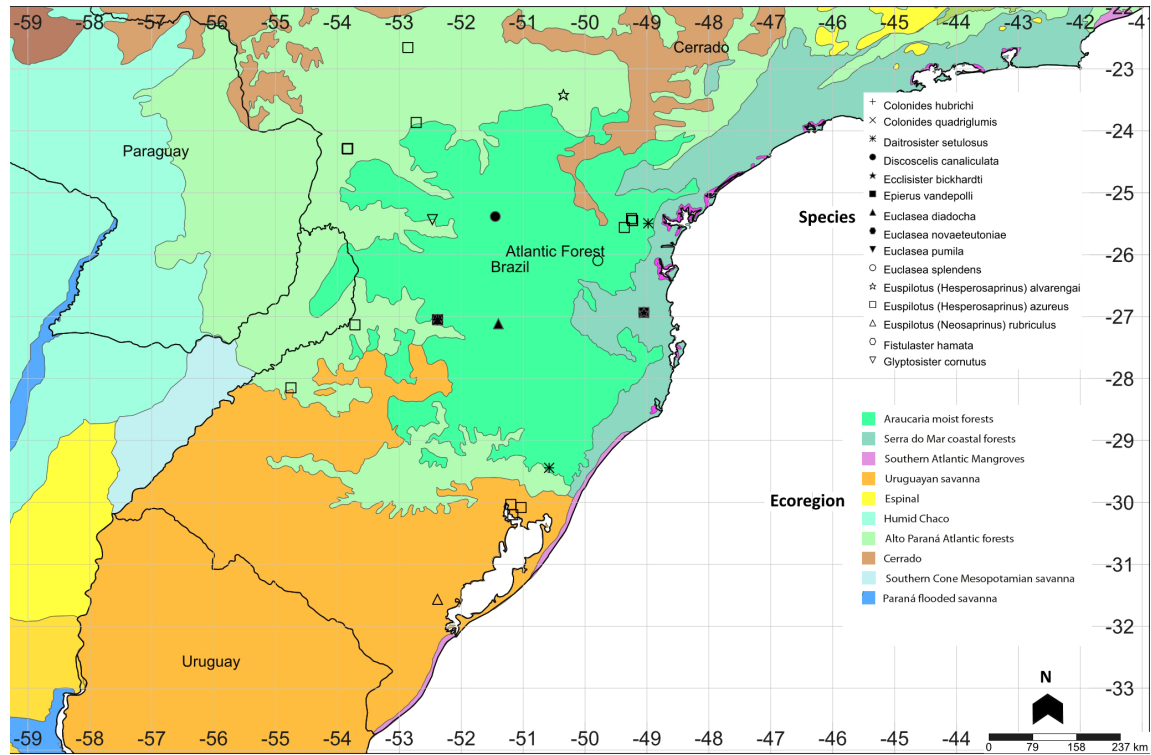 -59 -58 -57 -56 -55 -54 -53 -52 -51 -50 -49 -48 -47 -46 -45 -44 -43 -42 -41
-22
Cerrado
-23
Colonides hubrichi
Colonides quadriglumis
-24
Daitrosister setulosus
Paraguay
Discoscelis canaliculata
Ecclisister bickhardti
-25
Epierus vandepolli
Species
Euclasea diadocha
Euclasea novaeteutoniae
Atlantic Forest
Euclasea pumila
-26
Brazil
Euclasea splendens
Euspilotus (Hesperosaprinus) alvarengai
Euspilotus (Hesperosaprinus) azureus
-27
Euspilotus (Neosaprinus) rubriculus
Fistulaster hamata
Glyptosister cornutus
-28
Araucaria moist forests
Serra do Mar coastal forests
-29
Southern Atlantic Mangroves
Uruguayan savanna
Ecoregion
Espinal
-30
Humid Chaco
Alto Paraná Atlantic forests
Cerrado
-31
Southern Cone Mesopotamian savanna
Paraná flooded savanna
-32
Uruguay
N
-33
-59 -58 -57 -56 -55 -54 -53 -52 -51 -50 -49 -48 -47 -46 -45 -44
0 79 158 237 km